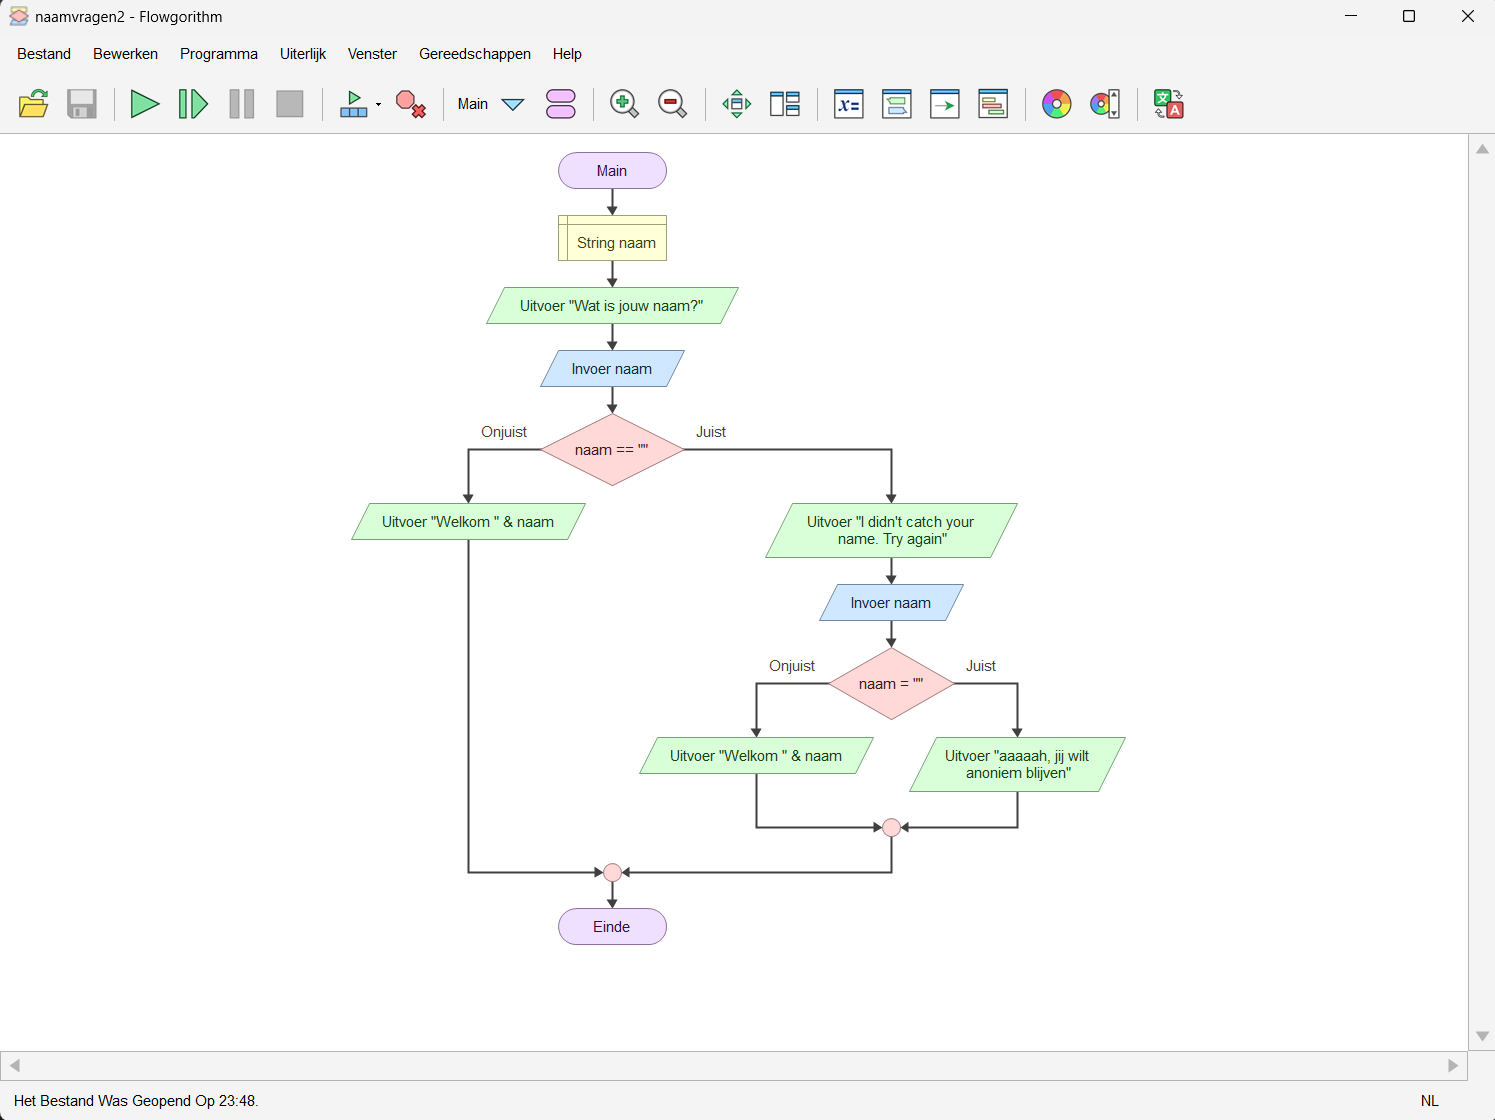 naamvragen2 - Flowgorithm
Bestand Bewerken Programma Uiterlijk Venster Gereedschappen Help
Main
x=
文 A
Main
String naam
Uitvoer "Wat is jouw naam?"
Invoer naam
Onjuist
naam == ""
Juist
Uitvoer "Welkom " & naam
Uitvoer "I didn't catch your
name. Try again"
Invoer naam
Onjuist
naam = ""
Juist
Uitvoer "Welkom " & naam
Uitvoer "aaaaah, jij wilt
anoniem blijven"
Einde
Het Bestand Was Geopend Op 23:48.
NL